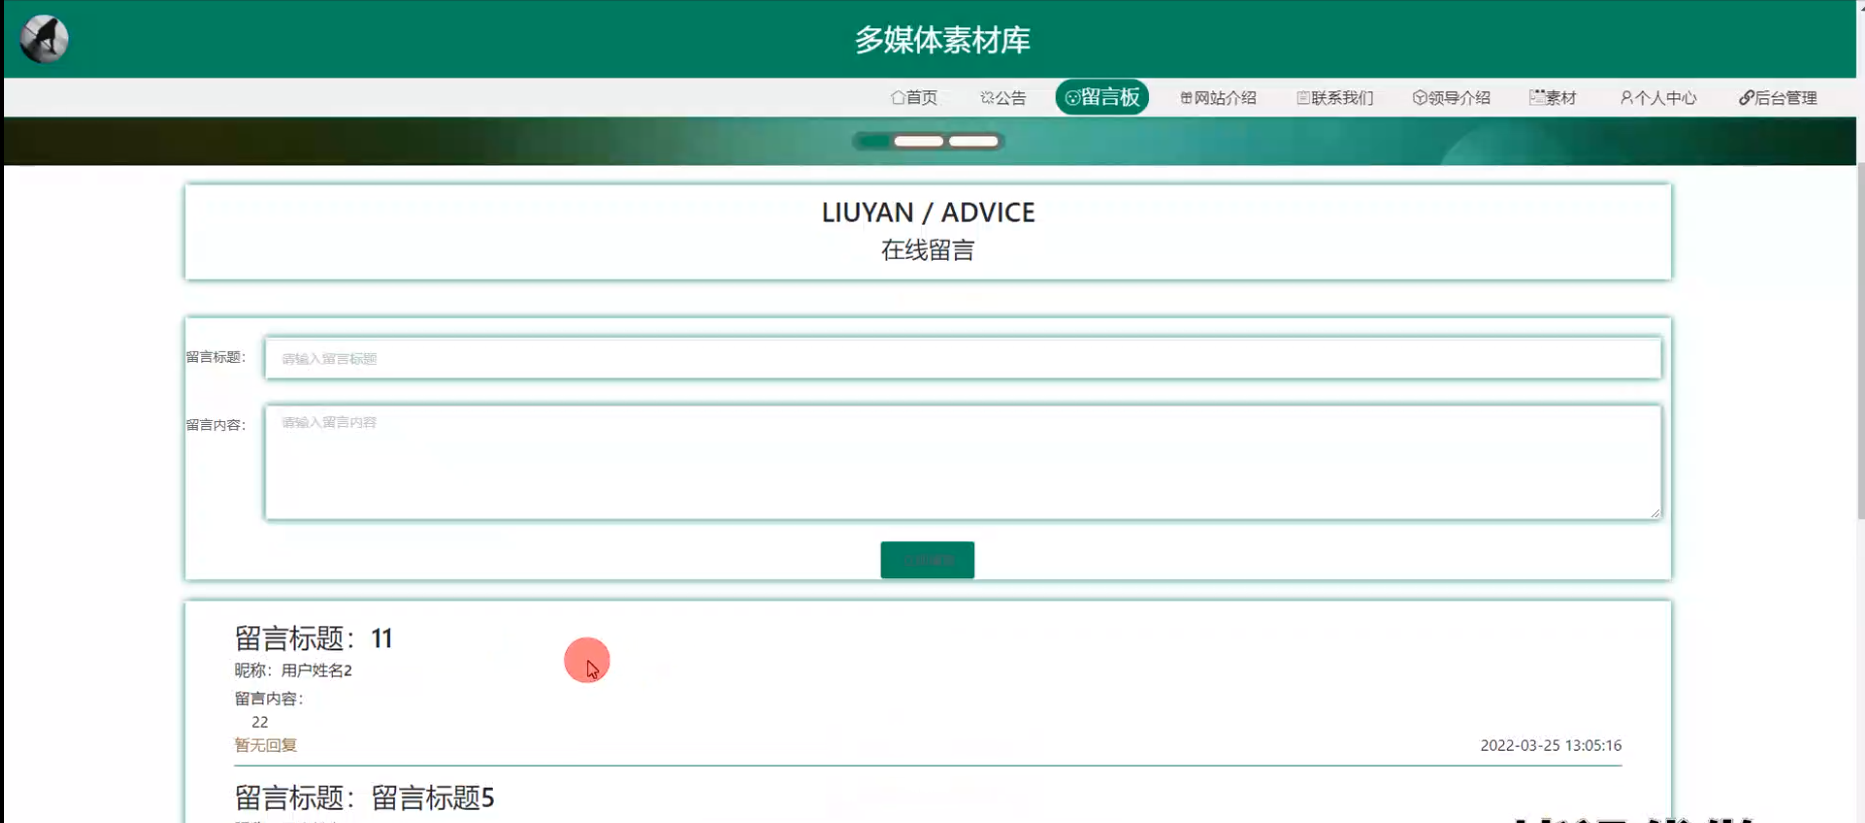 多媒体素材库
首页 公告 留言板 网站介绍 联系我们 领导介绍 素材 个人中心 后台管理
LIUYAN / ADVICE
在线留言
留言标题：
请输入留言标题
留言内容：
请输入留言内容
留言标题：11
昵称：用户姓名2
留言内容：
22
暂无回复
2022-03-25 13:05:16
留言标题：留言标题5